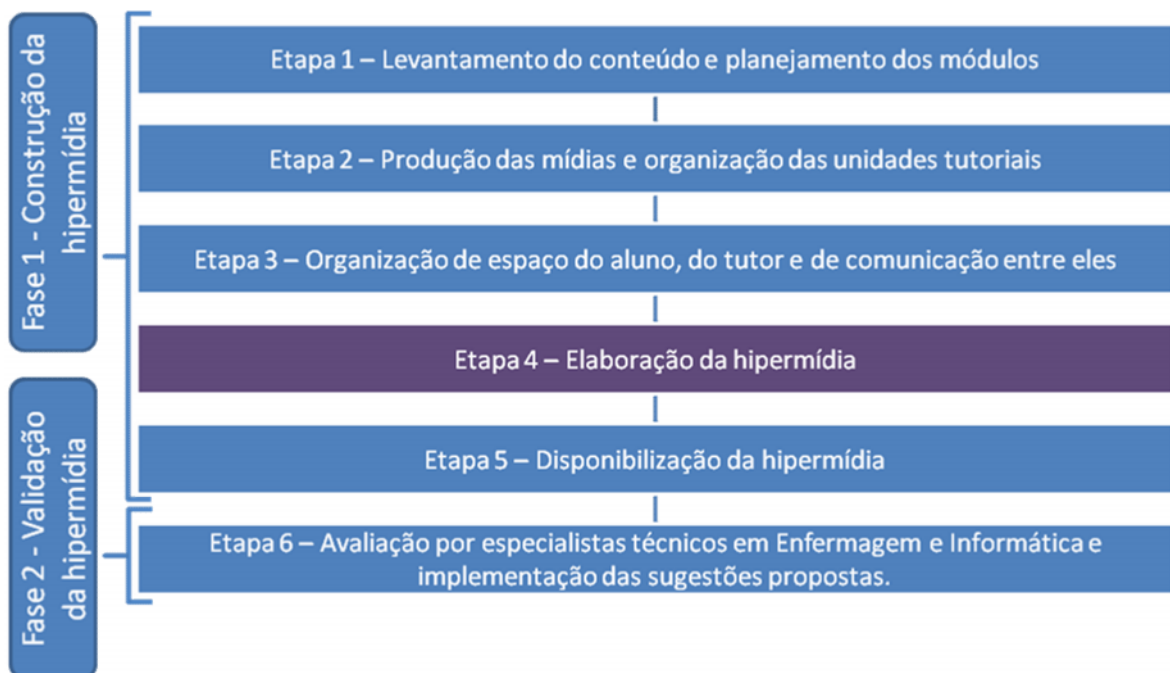 Fase 1 - Construção da
hipermídia
Etapa 1 – Levantamento do conteúdo e planejamento dos módulos
Etapa 2 – Produção das mídias e organização das unidades tutoriais
Etapa 3 – Organização de espaço do aluno, do tutor e de comunicação entre eles
Etapa 4 – Elaboração da hipermídia
Etapa 5 – Disponibilização da hipermídia
Fase 2 - Validação
da hipermídia
Etapa 6 – Avaliação por especialistas técnicos em Enfermagem e Informática e
implementação das sugestões propostas.